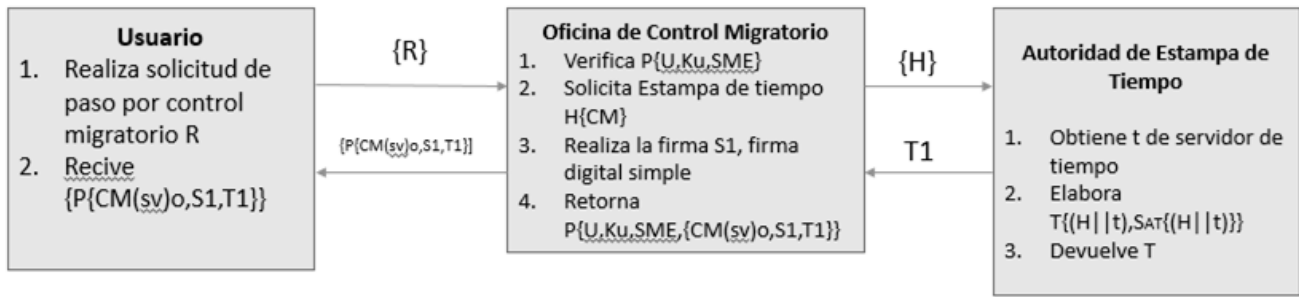 Usuario
1. Realiza solicitud de
paso por control
migratorio R
2. Recive
{P{CM(sv)o,S1,T1}}
{R}
{P{CM(sv)o,S1,T1}]
Oficina de Control Migratorio
1. Verifica P{U,Ku,SME}
2. Solicita Estampa de tiempo
H{CM}
3. Realiza la firma S1, firma
digital simple
4. Retorna
P{U,Ku,SME,{CM(sv)o,S1,T1}}
{H}
T1
Autoridad de Estampa de
Tiempo
1. Obtiene t de servidor de
tiempo
2. Elabora
T{(H||t),SAT{(H||t)}}
3. Devuelve T